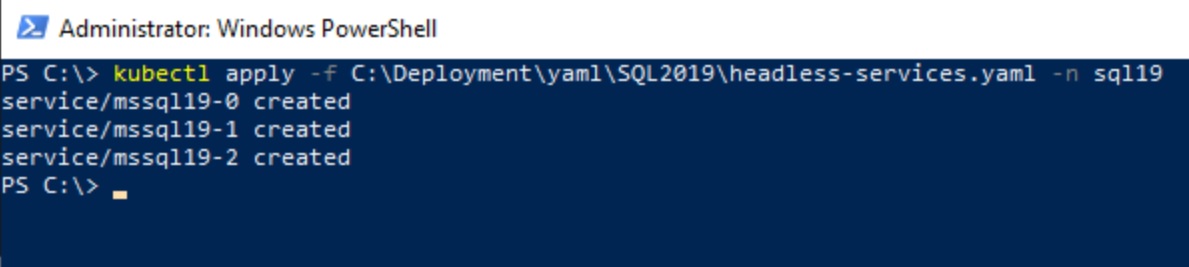 Administrator: Windows PowerShell
PS C:\> kubectl apply -f C:\Deployment\yaml\SQL2019\headless-services.yaml -n sql19
service/mssql19-0 created
service/mssql19-1 created
service/mssql19-2 created
PS C:\>